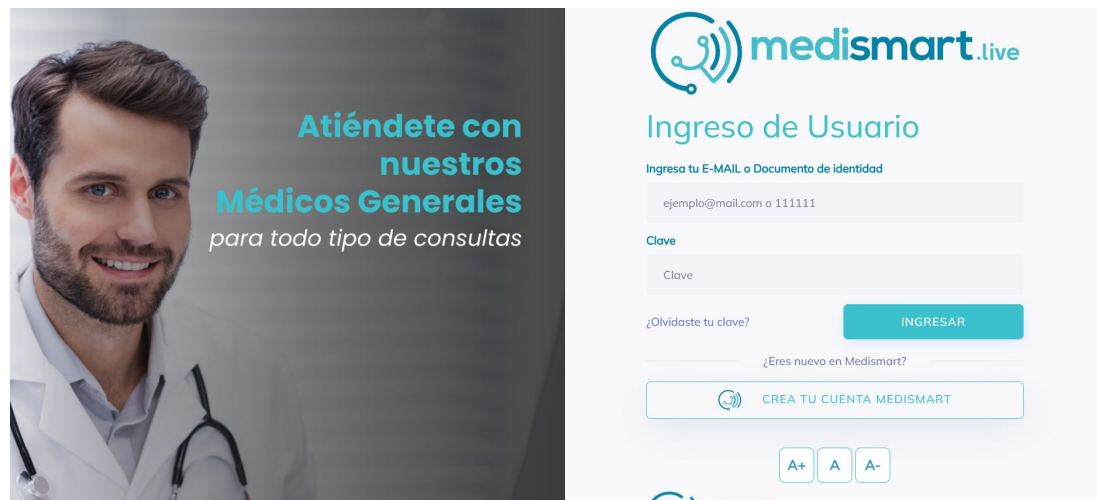 Atiéndete con
nuestros
Médicos Generales
para todo tipo de consultas
medismart.live
Ingreso de Usuario
Ingresa tu E-MAIL o Documento de identidad
ejemplo@mail.com o 111111
Clave
Clave
¿Olvidaste tu clave?
INGRESAR
¿Eres nuevo en Medismart?
CREA TU CUENTA MEDISMART
A+ A A-